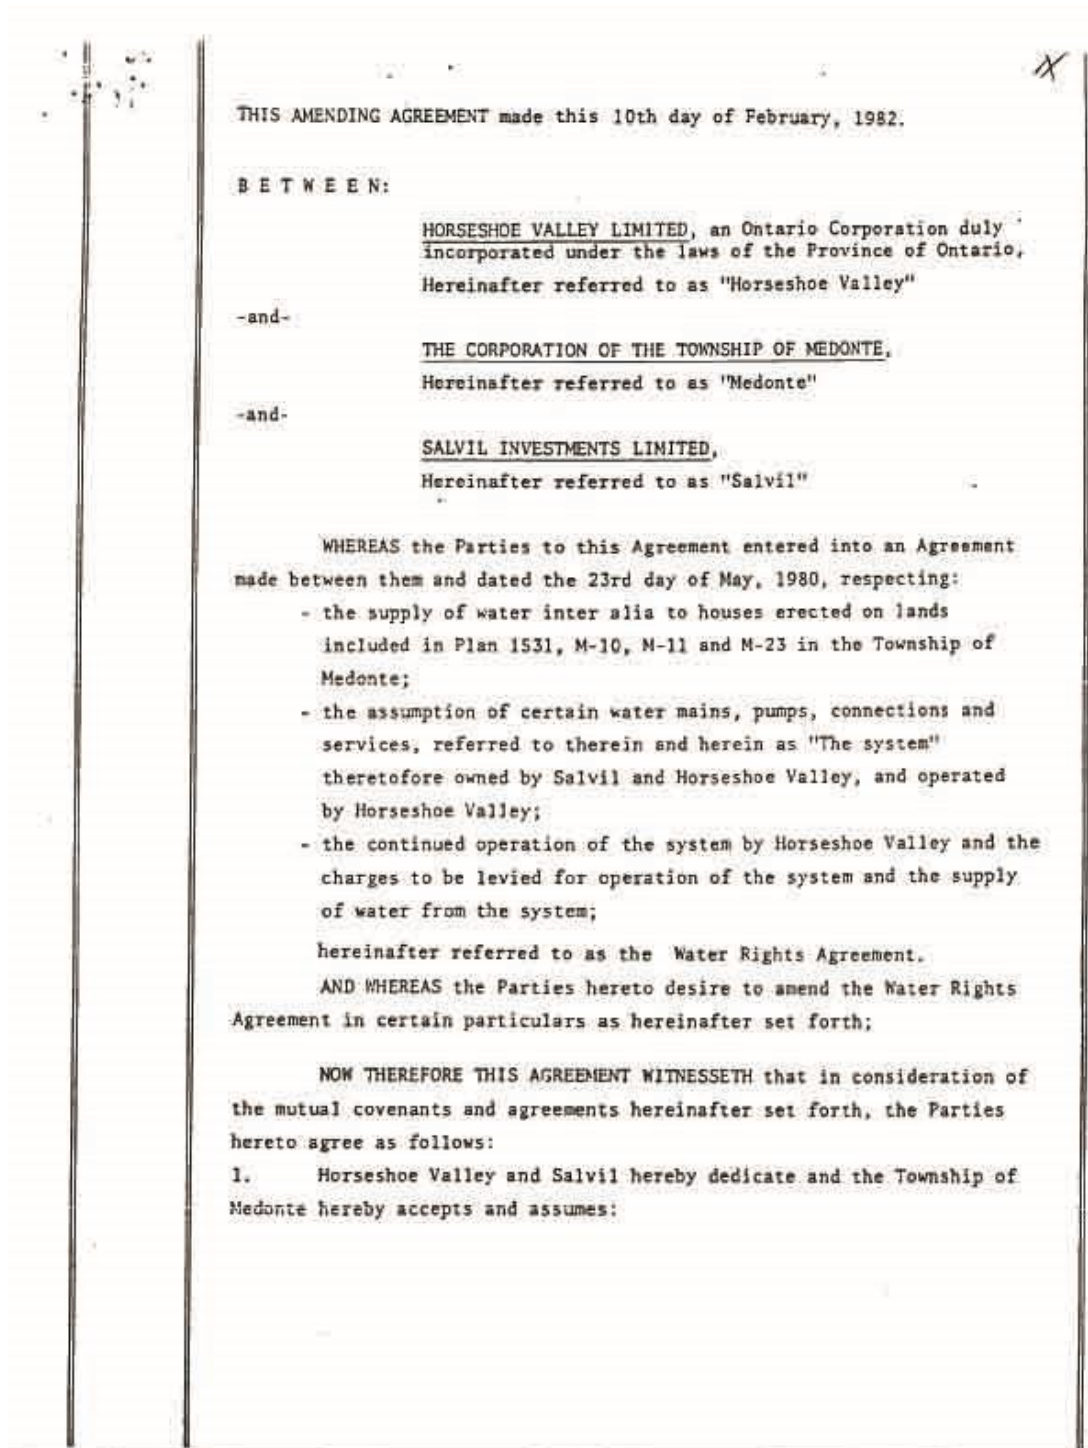 THIS AMENDING AGREEMENT made this 10th day of February, 1982.
B E T W E E N:
HORSESHOE VALLEY LIMITED, an Ontario Corporation duly
incorporated under the laws of the Province of Ontario,
Hereinafter referred to as "Horseshoe Valley"
-and-
THE CORPORATION OF THE TOWNSHIP OF MEDONTE,
Hereinafter referred to as "Medonte"
-and-
SALVIL INVESTMENTS LIMITED,
Hereinafter referred to as "Salvil"
WHEREAS the Parties to this Agreement entered into an Agreement
made between them and dated the 23rd day of May, 1980, respecting:
- the supply of water inter alia to houses erected on lands
included in Plan 1531, M-10, M-11 and M-23 in the Township of
Medonte;
- the assumption of certain water mains, pumps, connections and
services, referred to therein and herein as "The system"
theretofore owned by Salvil and Horseshoe Valley, and operated
by Horseshoe Valley;
- the continued operation of the system by Horseshoe Valley and the
charges to be levied for operation of the system and the supply
of water from the system;
hereinafter referred to as the Water Rights Agreement.
AND WHEREAS the Parties hereto desire to amend the Water Rights
Agreement in certain particulars as hereinafter set forth;
NOW THEREFORE THIS AGREEMENT WITNESSETH that in consideration of
the mutual covenants and agreements hereinafter set forth, the Parties
hereto agree as follows:
1. Horseshoe Valley and Salvil hereby dedicate and the Township of
Medonte hereby accepts and assumes: